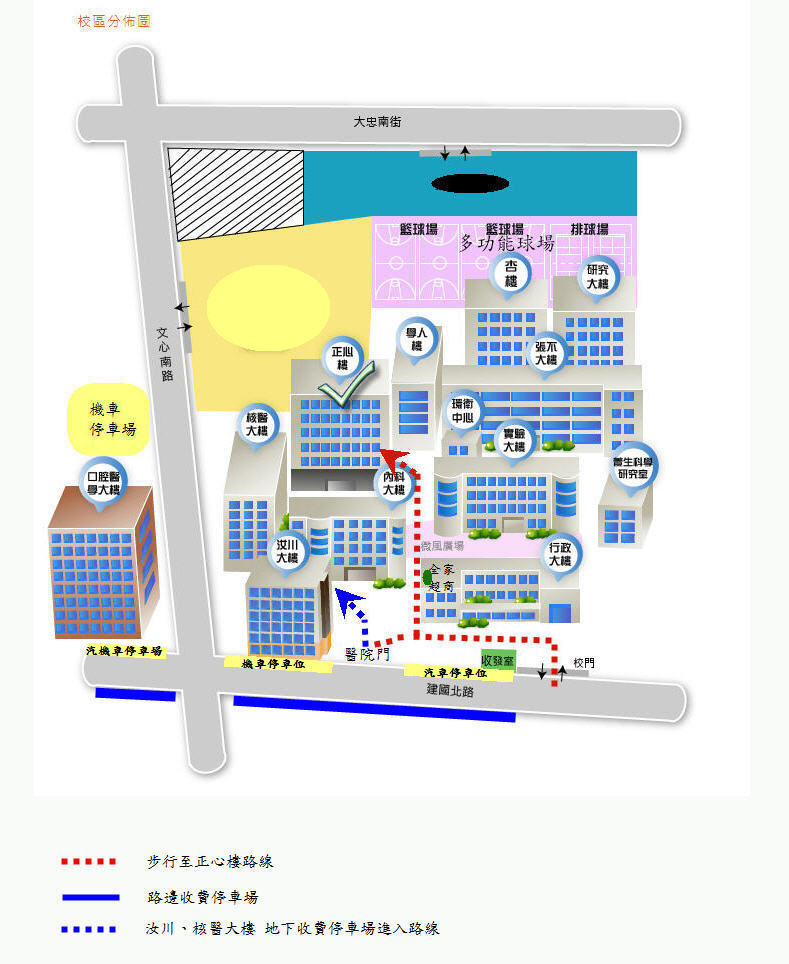 校區分佈圖
大忠南街
籃球場
籃球場
排球場
多功能球場
杏
樓
研究
大樓
學人
樓
正心
樓
張不
大樓
文心南路
機車
停車場
核醫
大樓
環衛
中心
實驗
大樓
養生科學
研究室
口腔醫
學大樓
內科
大樓
汝川
大樓
微風廣場
行政
大樓
全家
超商
汽機車停車場
機車停車位
醫院門
汽車停車位
收發室
校門
建國北路
步行至正心樓路線
路邊收費停車場
汝川、核醫大樓 地下收費停車場進入路線